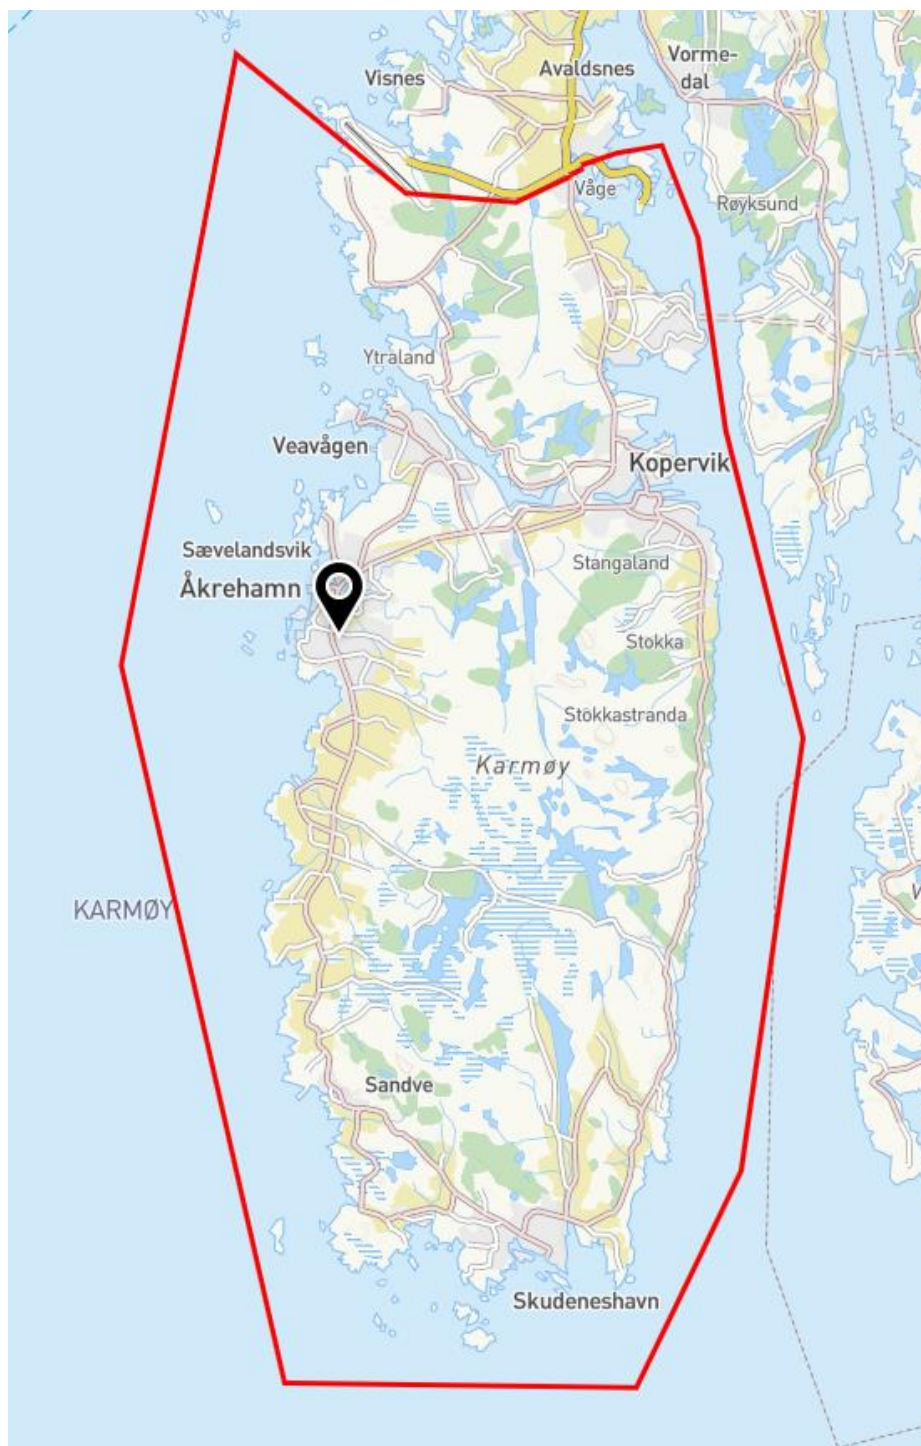 Vorme-
dal
Avaldsnes
Visnes
Våge
Røyksund
Ytraland
Veavågen
Kopervik
Sævelandsvik
Stangaland
Åkrehamn
Stokka
Stokkastranda
Karmøy
KARMØY
Sandve
Skudeneshavn